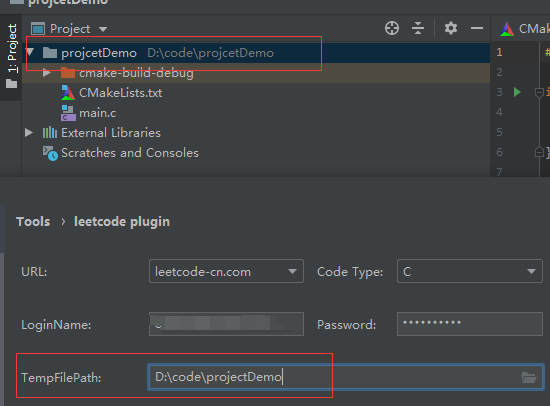 projcetDemo
1: Project
Project
CMa
projcetDemo D:\code\projcetDemo
cmake-build-debug
CMakeLists.txt
main.c
External Libraries
Scratches and Consoles
1 #
2
3 i
4
5
6 }
7
Tools › leetcode plugin
URL: leetcode-cn.com Code Type: C
LoginName: Password: ••••••••••
TempFilePath: D:\code\projectDemo